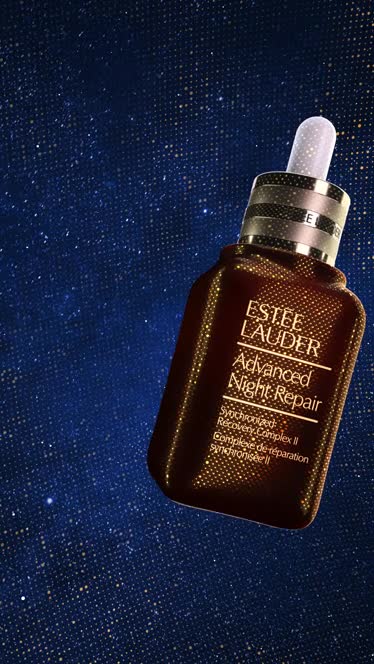 ESTEE
LAUDER
Advanced
Night Repair
Synchronized
Recovery Complex II
Complexe de réparation
synchronisée II